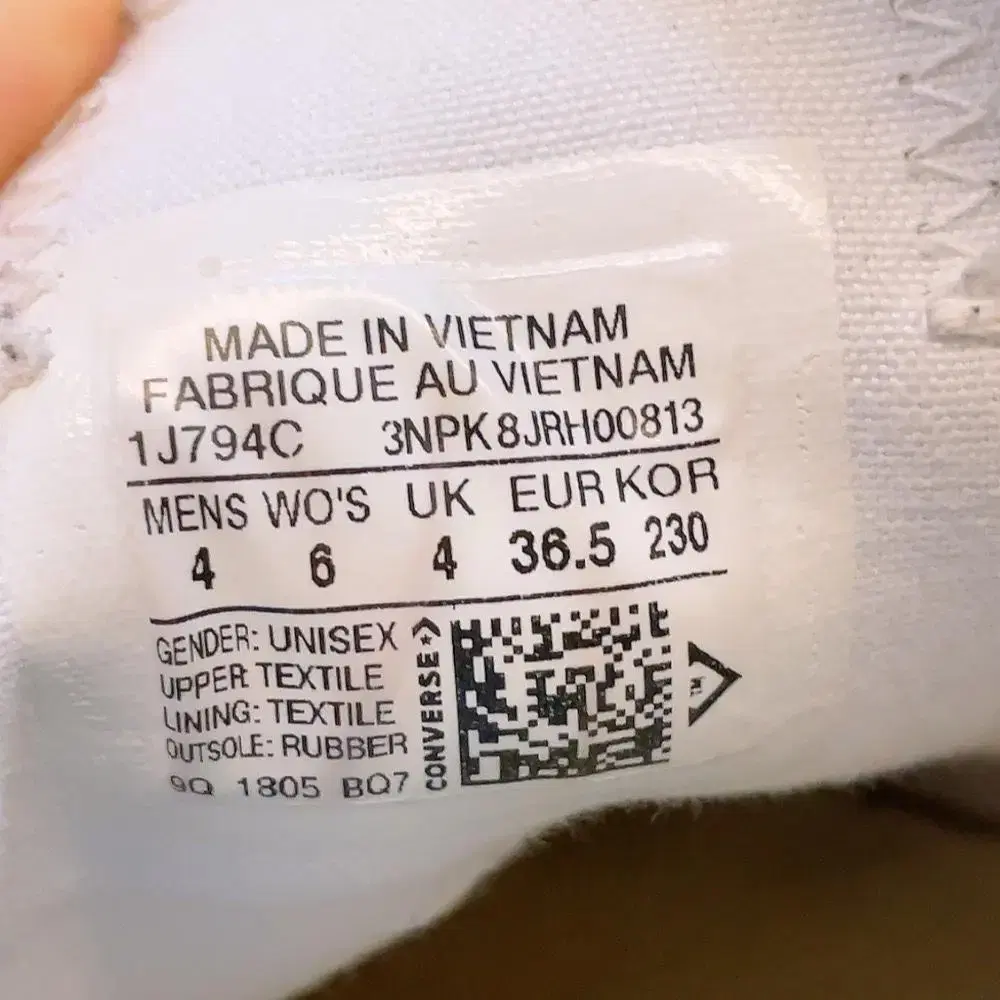 MADE IN VIETNAM
FABRIQUE AU VIETNAM
1J794C 3NPK8JRH00813
MENS WO'S UK EUR KOR
4 6 4 36.5 230
GENDER: UNISEX
UPPER TEXTILE
LINING: TEXTILE
OUTSOLE: RUBBER
9Q 1805 BQ7
CONVERSE
TM